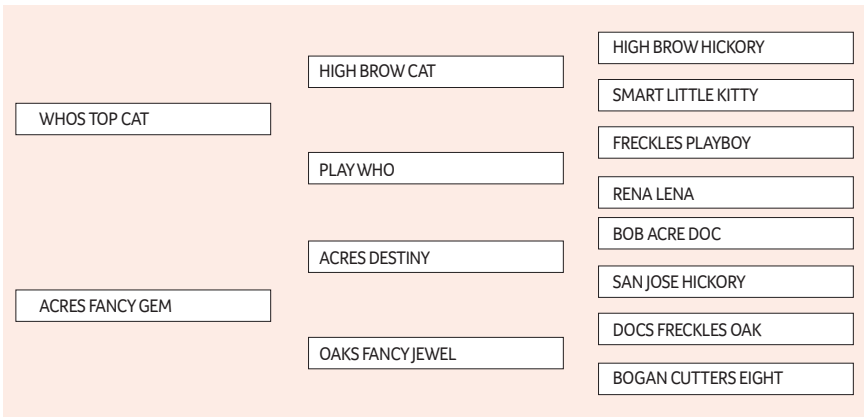 WHOS TOP CAT
ACRES FANCY GEM
HIGH BROW CAT
PLAY WHO
ACRES DESTINY
OAKS FANCY JEWEL
HIGH BROW HICKORY
SMART LITTLE KITTY
FRECKLES PLAYBOY
RENA LENA
BOB ACRE DOC
SAN JOSE HICKORY
DOCS FRECKLES OAK
BOGAN CUTTERS EIGHT